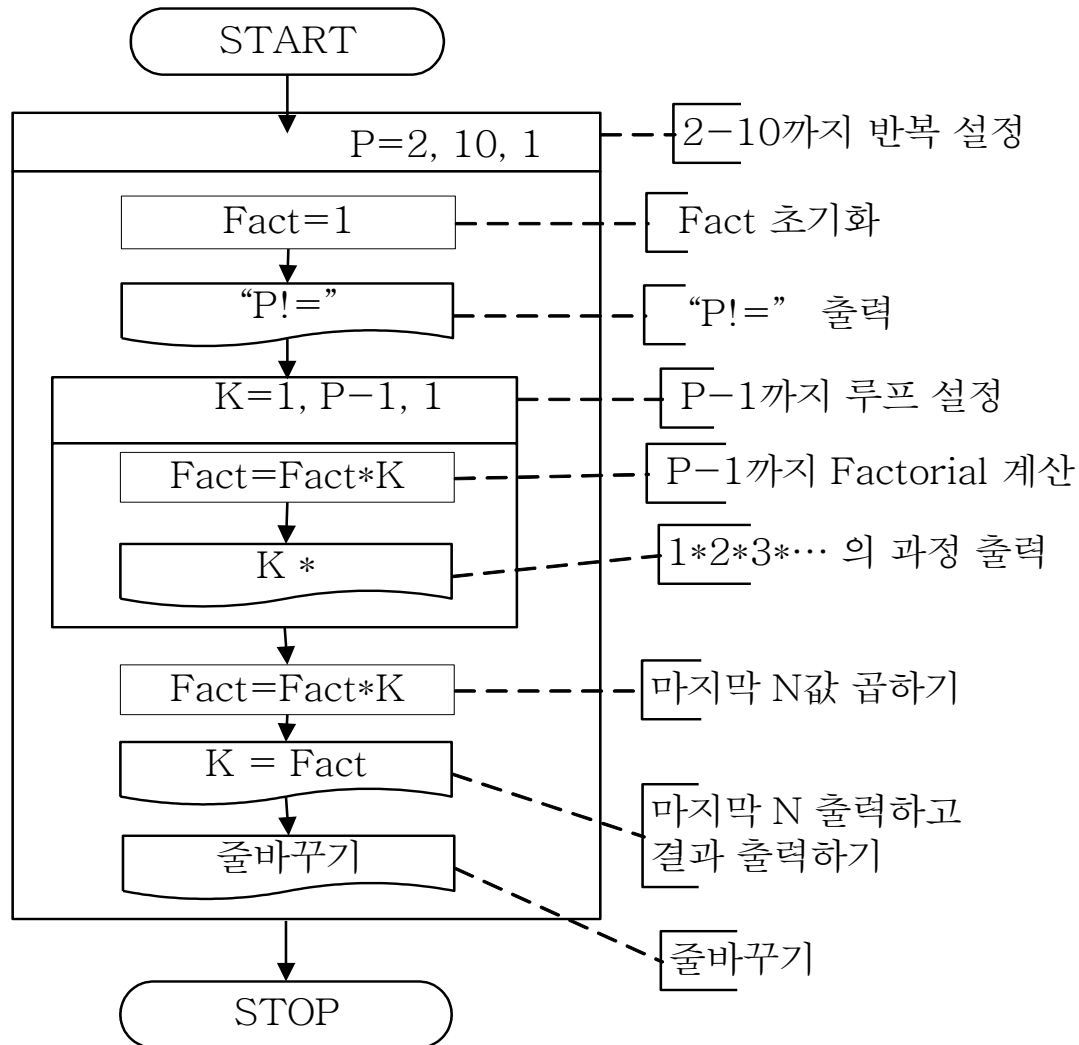 START
P=2, 10, 1
2-10까지 반복 설정
Fact=1
Fact 초기화
“P!=”
“P!=” 출력
K=1, P-1, 1
P-1까지 루프 설정
Fact=Fact*K
P-1까지 Factorial 계산
K *
1*2*3*⋯ 의 과정 출력
Fact=Fact*K
마지막 N값 곱하기
K = Fact
마지막 N 출력하고
결과 출력하기
줄바꾸기
줄바꾸기
STOP